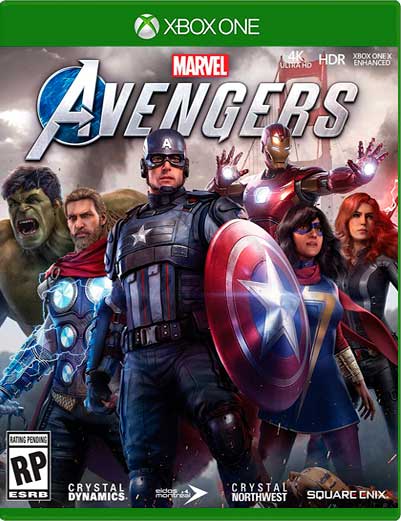 XBOX ONE
4K
ULTRA HD
HDR
XBOX ONE X
ENHANCED
MARVEL
AVENGERS
A
RATING PENDING
RP
ESRB
CRYSTAL
DYNAMICS®
eidos
montréal
CRYSTAL
NORTHWEST
SQUARE ENIX